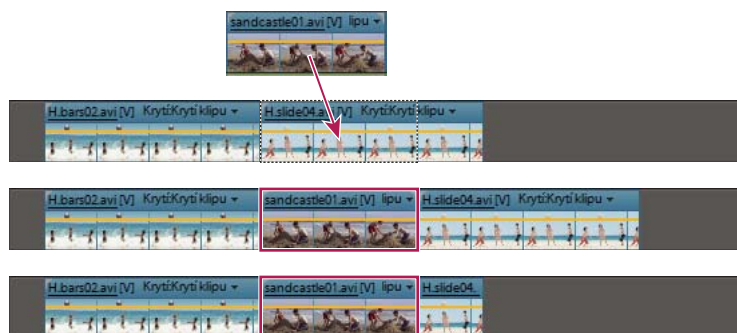 sandcastle01.avi [V] lipu
H.bars02.avi [V] Krytí:Krytí klipu H.slide04.avi [V] Krytí:Krytí klipu
H.bars02.avi [V] Krytí:Krytí klipu sandcastle01.avi [V] lipu H.slide04.avi [V] Krytí:Krytí klipu
H.bars02.avi [V] Krytí:Krytí klipu sandcastle01.avi [V] lipu H.slide04.